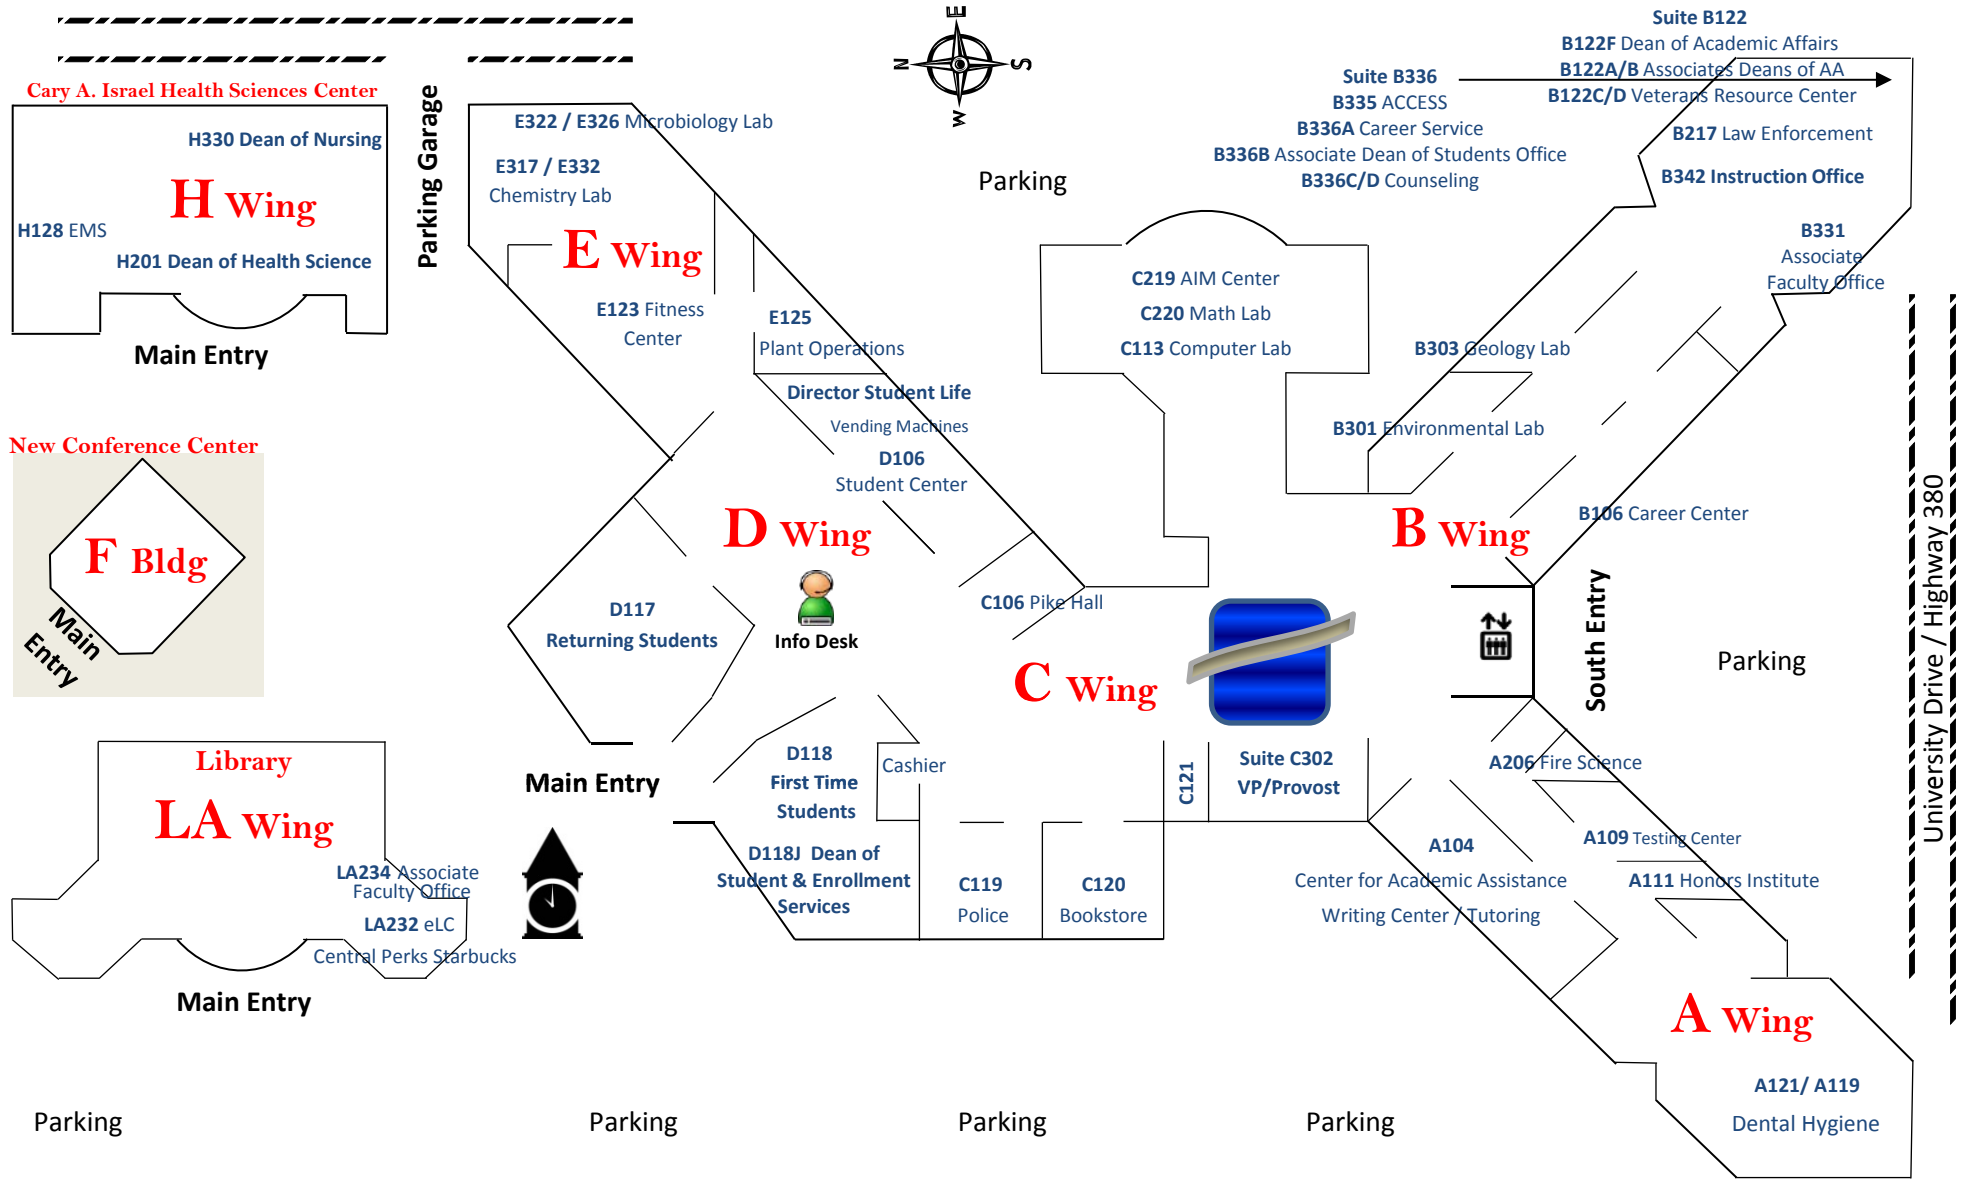 E
N
S
W
Suite B122
B122F Dean of Academic Affairs
B122A/B Associates Deans of AA
B122C/D Veterans Resource Center
B217 Law Enforcement
B342 Instruction Office
B331
Associate
Faculty Office
Suite B336
B335 ACCESS
B336A Career Service
B336B Associate Dean of Students Office
B336C/D Counseling
Cary A. Israel Health Sciences Center
H330 Dean of Nursing
H Wing
H128 EMS
H201 Dean of Health Science
Main Entry
Parking Garage
E322 / E326 Microbiology Lab
E317 / E332
Chemistry Lab
E Wing
E123 Fitness
Center
E125
Plant Operations
Director Student Life
Vending Machines
D106
Student Center
Parking
C219 AIM Center
C220 Math Lab
C113 Computer Lab
B303 Geology Lab
B301 Environmental Lab
B Wing
B106 Career Center
New Conference Center
F Bldg
Main
Entry
D Wing
D117
Returning Students
Info Desk
C106 Pike Hall
C Wing
South Entry
Parking
University Drive / Highway 380
Library
LA Wing
LA234 Associate
Faculty Office
LA232 eLC
Central Perks Starbucks
Main Entry
Main Entry
D118
First Time
Students
Cashier
D118J Dean of
Student & Enrollment
Services
C119
Police
C120
Bookstore
C121
Suite C302
VP/Provost
A206 Fire Science
A109 Testing Center
A111 Honors Institute
A104
Center for Academic Assistance
Writing Center / Tutoring
A Wing
A121/ A119
Dental Hygiene
Parking
Parking
Parking
Parking